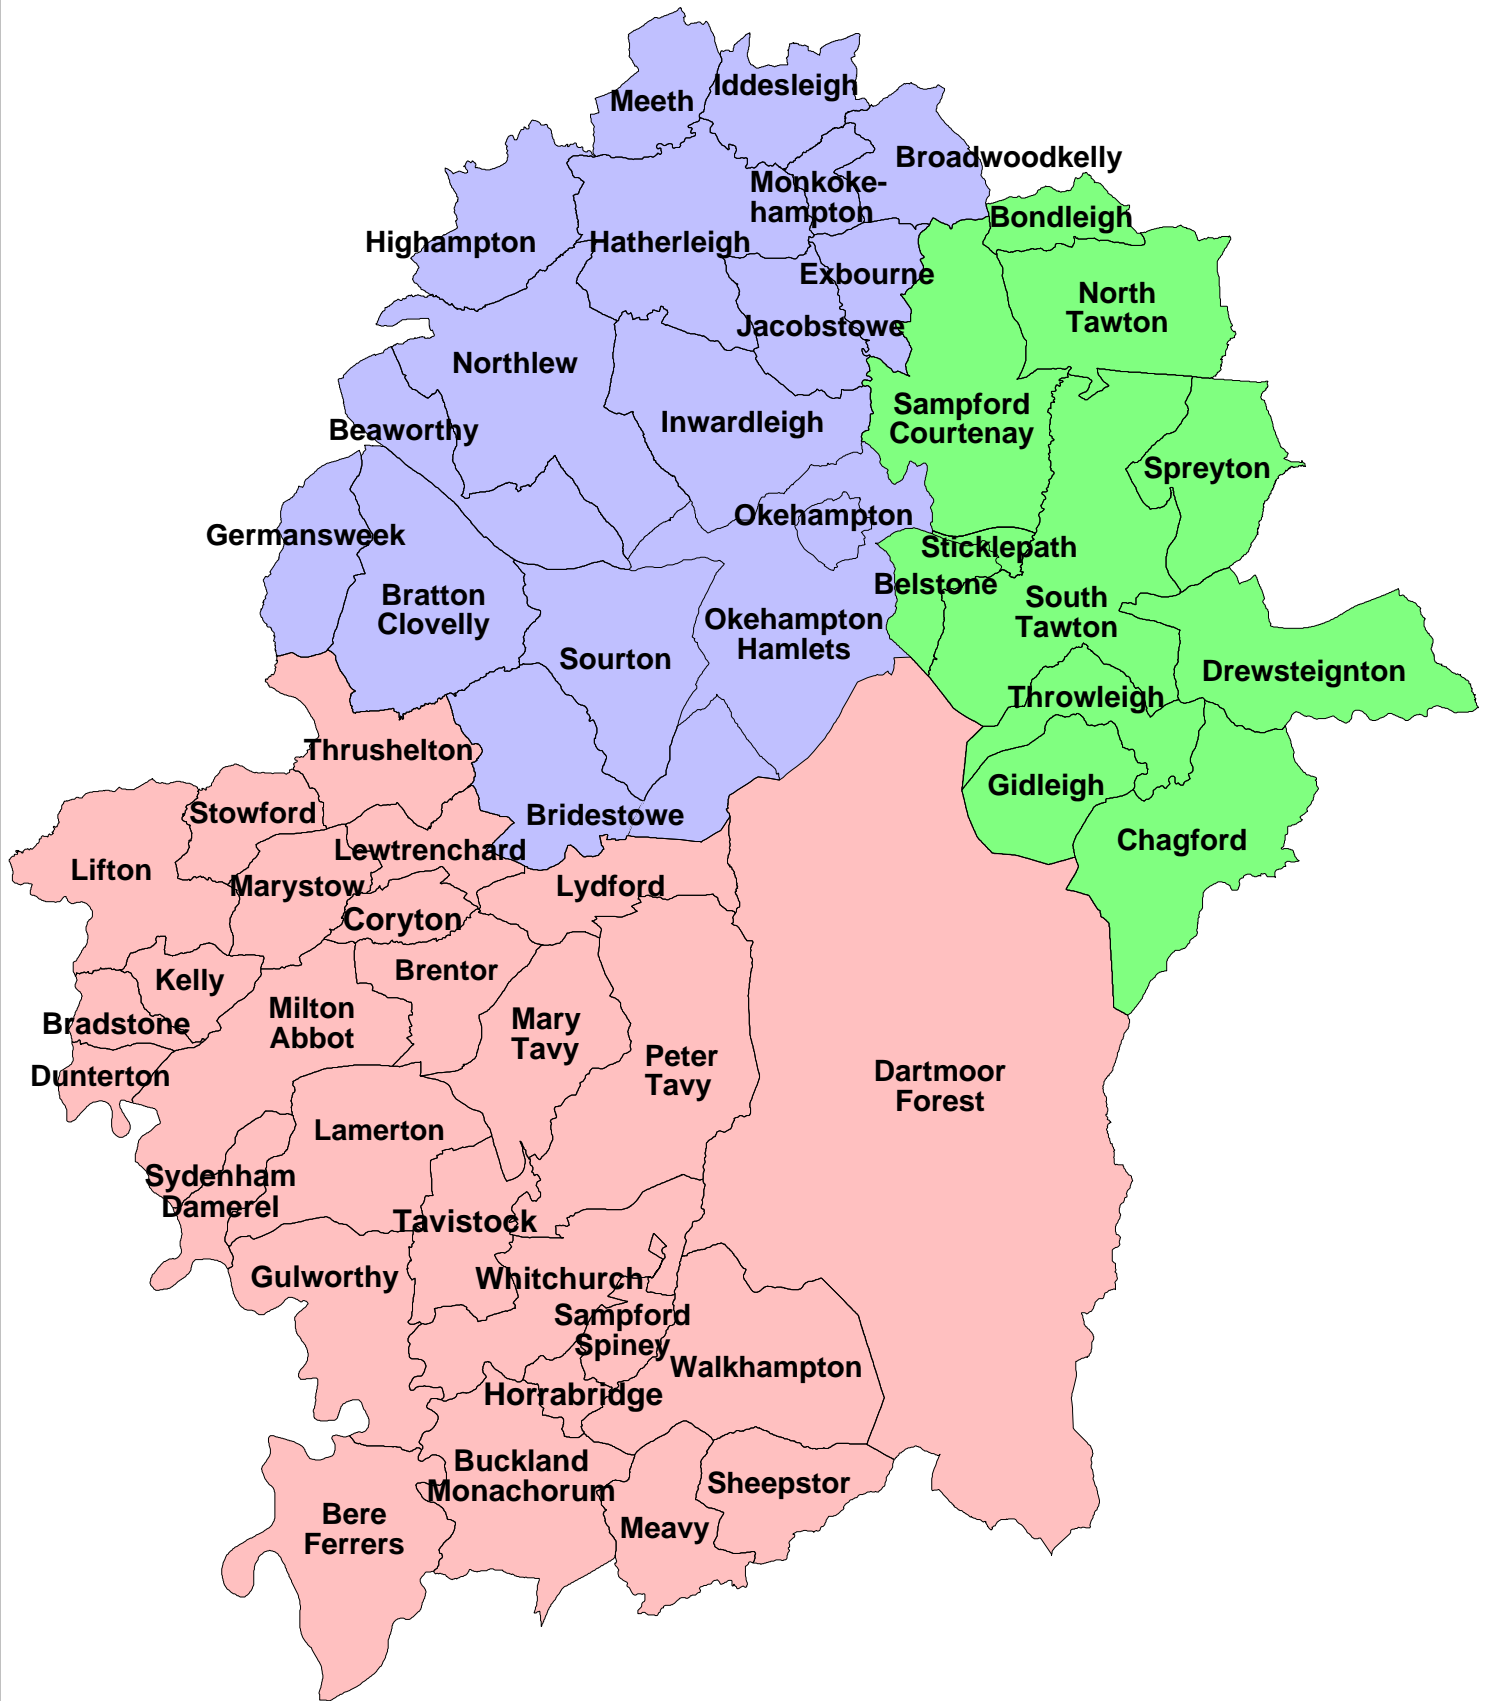 Iddesleigh
Meeth
Broadwoodkelly
Monkoke-
hampton
Bondleigh
Highampton
Hatherleigh
Exbourne
North
Tawton
Jacobstowe
Northlew
Sampford
Courtenay
Inwardleigh
Beaworthy
Spreyton
Okehampton
Germansweek
Sticklepath
Belstone
Bratton
Clovelly
South
Tawton
Okehampton
Hamlets
Sourton
Drewsteignton
Throwleigh
Thrushelton
Gidleigh
Stowford
Bridestowe
Chagford
Lewtrenchard
Lifton
Marystow
Lydford
Coryton
Brentor
Kelly
Milton
Abbot
Bradstone
Mary
Tavy
Peter
Tavy
Dunterton
Dartmoor
Forest
Lamerton
Sydenham
Damerel
Tavistock
Gulworthy
Whitchurch
Sampford
Spiney
Walkhampton
Horrabridge
Buckland
Monachorum
Sheepstor
Bere
Ferrers
Meavy